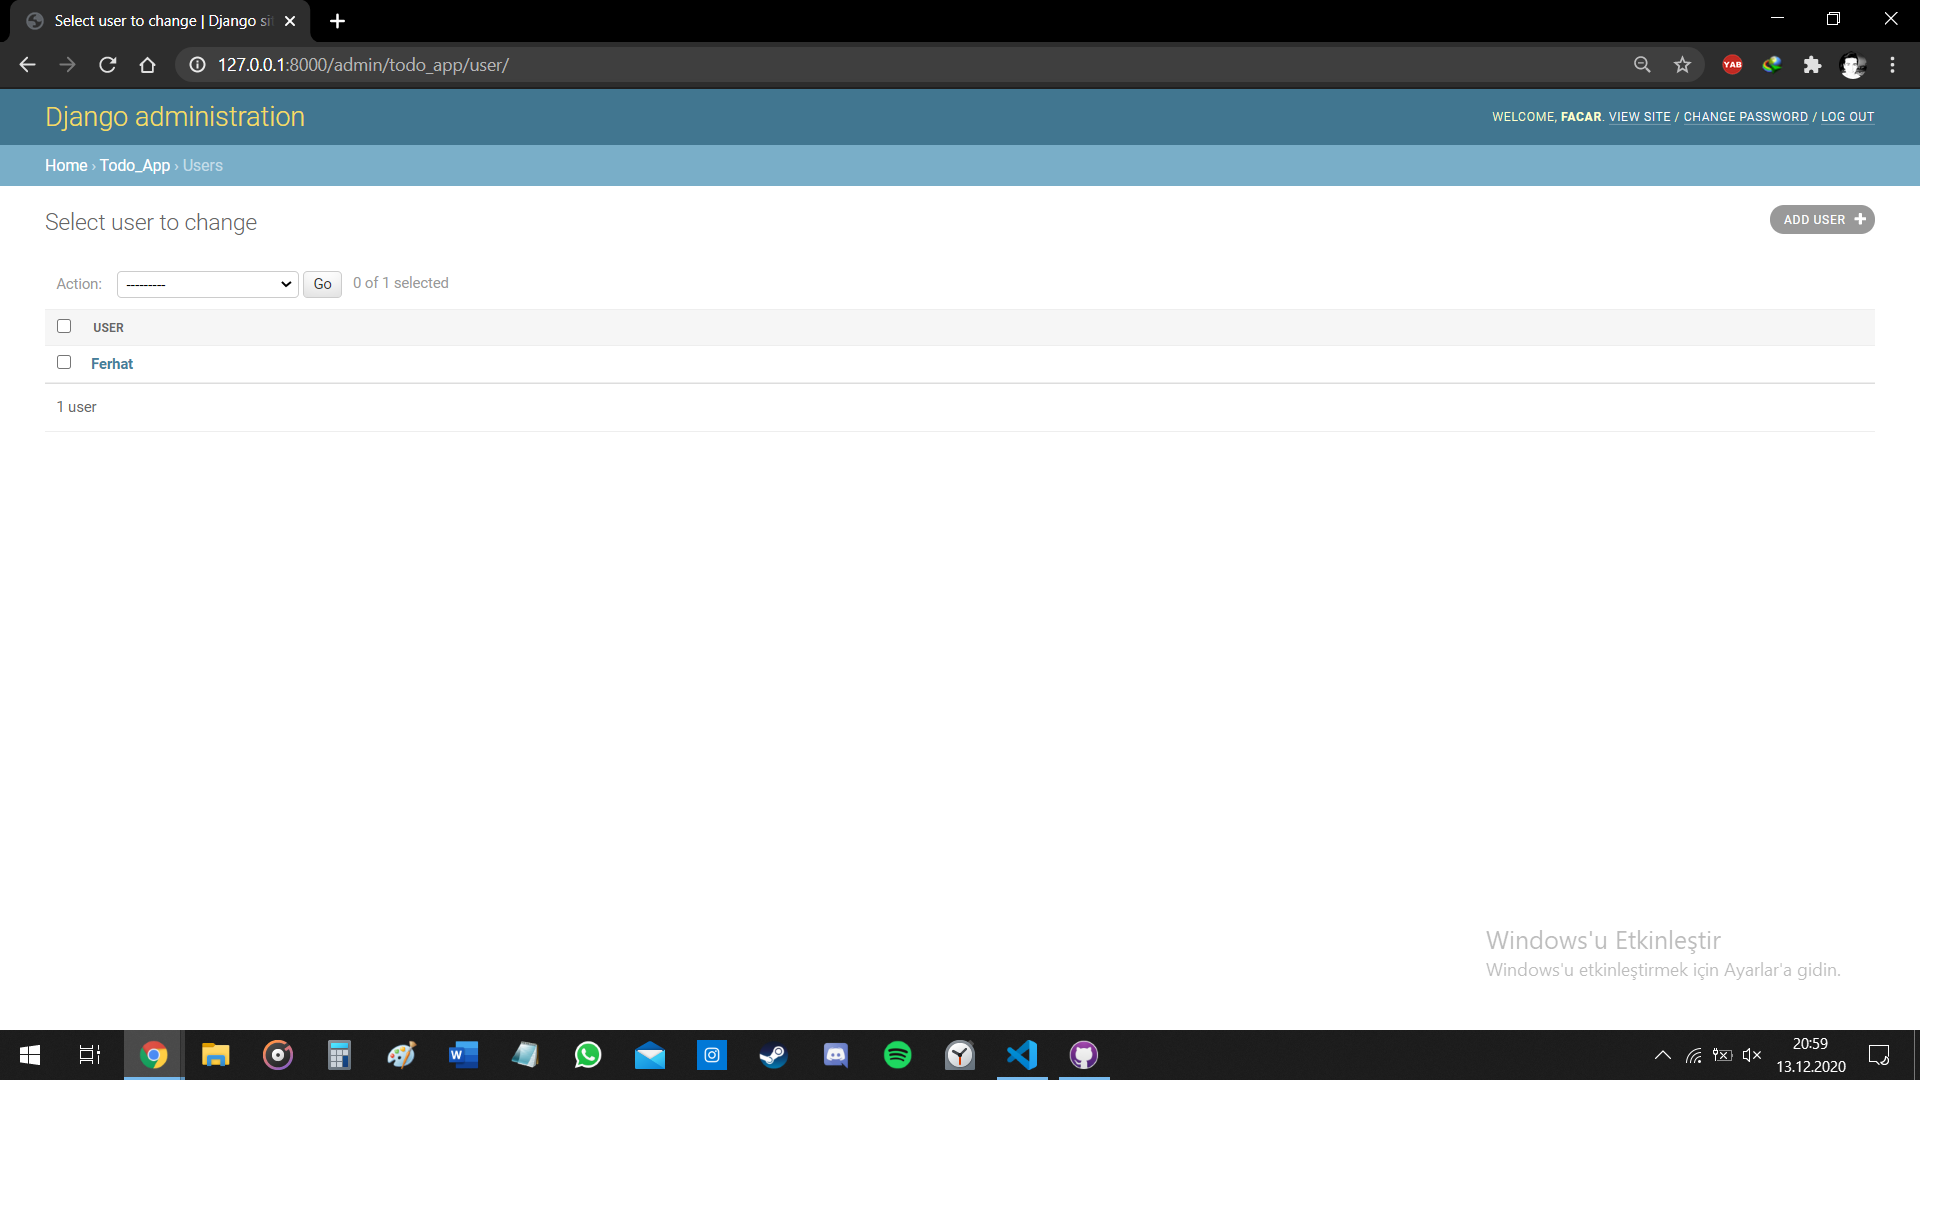 Select user to change | Django si
127.0.0.1:8000/admin/todo_app/user/
YAB
Django administration
WELCOME, FACAR. VIEW SITE / CHANGE PASSWORD / LOG OUT
Home › Todo_App › Users
Select user to change
ADD USER +
Action: --------- Go 0 of 1 selected
USER
Ferhat
1 user
Windows'u Etkinleştir
Windows'u etkinleştirmek için Ayarlar'a gidin.
W
20:59
13.12.2020